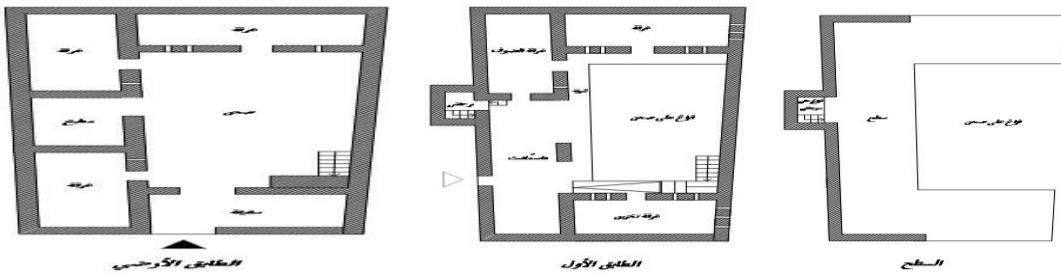 غرفة
غرفة
مطبخ
صحن
غرفة
سقيفة
الطابق الأرضي
غرفة
غرفة الضيوف
مرحاض
فراغ على صحن
غرفة تخزين
الطابق الأول
سطح
فراغ على صحن
السطح